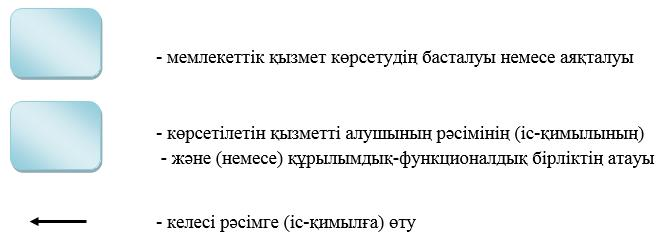 - мемлекеттік қызмет көрсетудің басталуы немесе аяқталуы
- көрсетілетін қызметті алушының рәсімінің (іс-қимылының)
- және (немесе) құрылымдық-функционалдық бірліктің атауы
- келесі рәсімге (іс-қимылға) өту